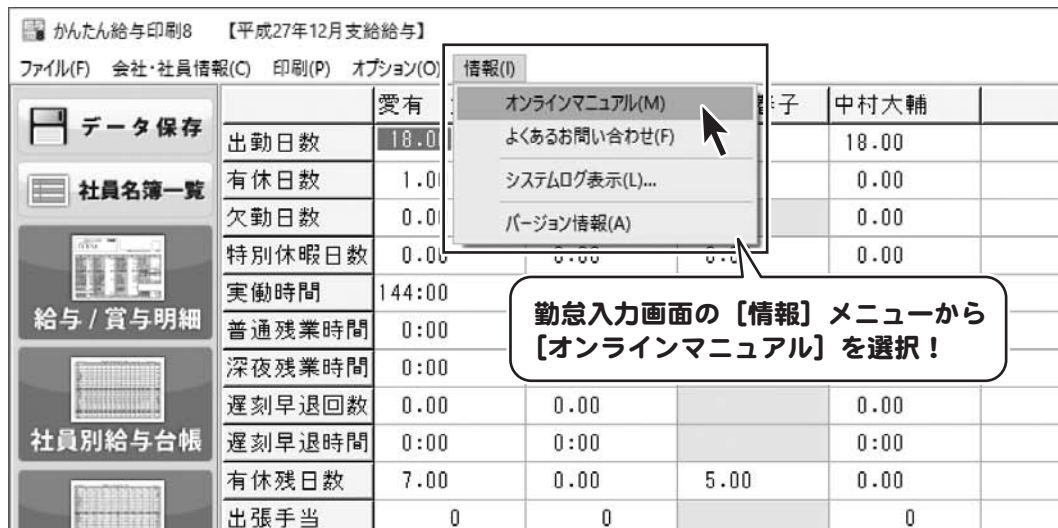 かんたん給与印刷8 【平成27年12月支給給与】
ファイル(F) 会社・社員情報(C) 印刷(P) オプション(O) 情報(I)
オンラインマニュアル(M)
よくあるお問い合わせ(F)
システムログ表示(L)...
バージョン情報(A)
データ保存
社員名簿一覧
給与 / 賞与明細
社員別給与台帳
愛有 子 中村大輔
出勤日数 18.0 18.00
有休日数 1.0 0.00
欠勤日数 0.0 0.00
特別休暇日数 0.00 0.00 0.00
実働時間 144:00
普通残業時間 0:00
深夜残業時間 0:00
遅刻早退回数 0.00 0.00 0.00
遅刻早退時間 0:00 0:00 0:00
有休残日数 7.00 0.00 5.00 0.00
出張手当 0 0 0
勤怠入力画面の［情報］メニューから
［オンラインマニュアル］を選択！